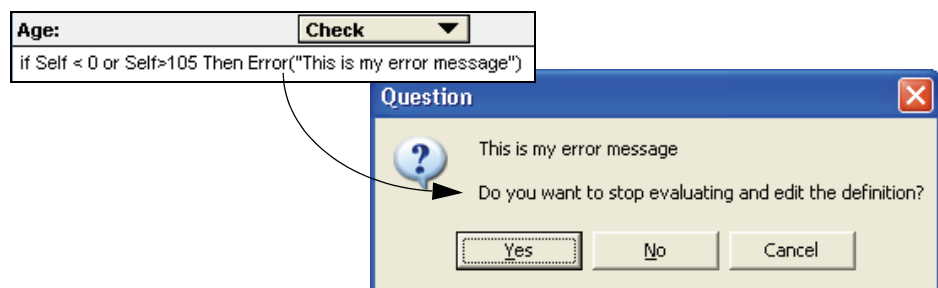 Age: Check
if Self < 0 or Self>105 Then Error("This is my error message")
Question
This is my error message
Do you want to stop evaluating and edit the definition?
Yes No Cancel